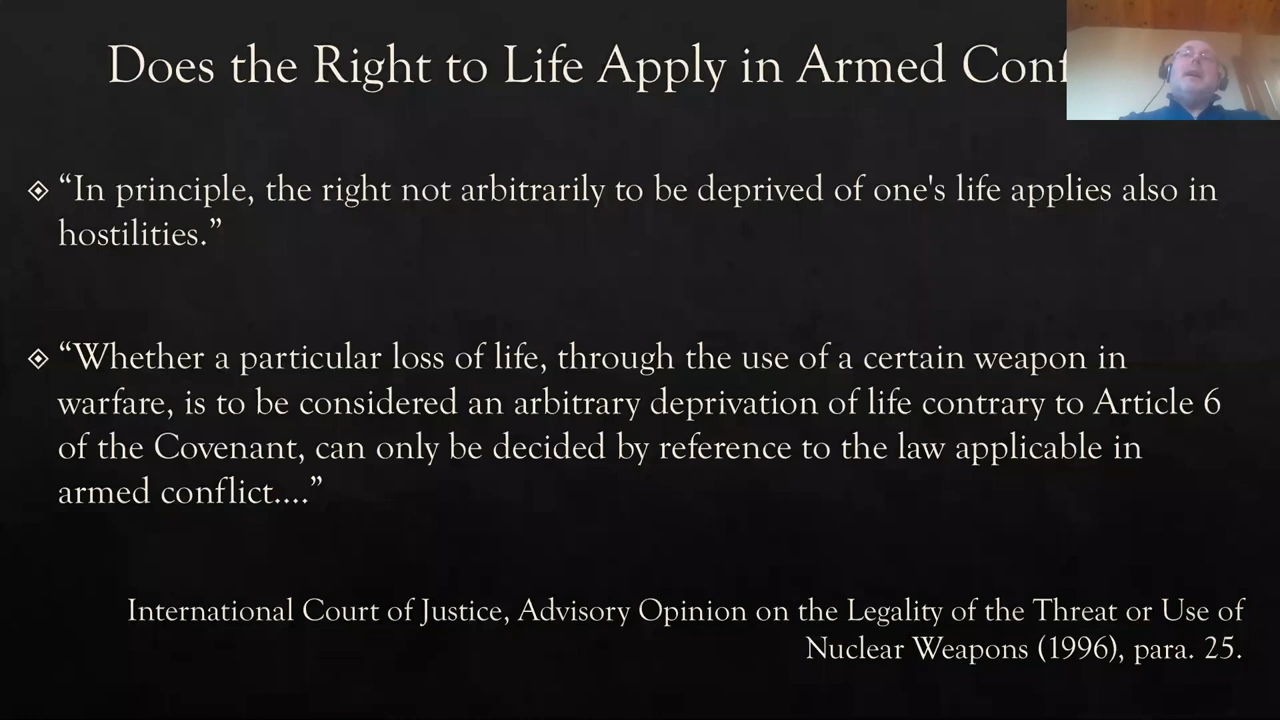 Does the Right to Life Apply in Armed Conf
“In principle, the right not arbitrarily to be deprived of one's life applies also in
hostilities.”
“Whether a particular loss of life, through the use of a certain weapon in
warfare, is to be considered an arbitrary deprivation of life contrary to Article 6
of the Covenant, can only be decided by reference to the law applicable in
armed conflict....”
International Court of Justice, Advisory Opinion on the Legality of the Threat or Use of
Nuclear Weapons (1996), para. 25.